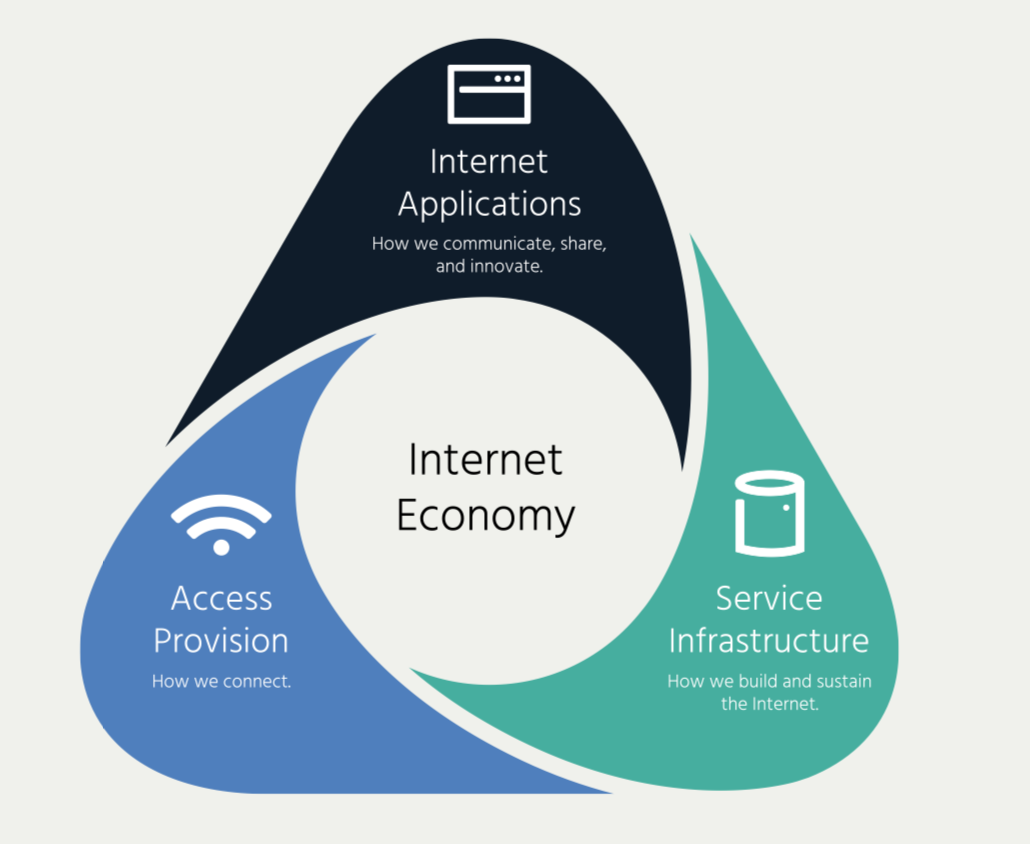 Internet
Applications
How we communicate, share,
and innovate.
Internet
Economy
Access
Provision
How we connect.
Service
Infrastructure
How we build and sustain
the Internet.